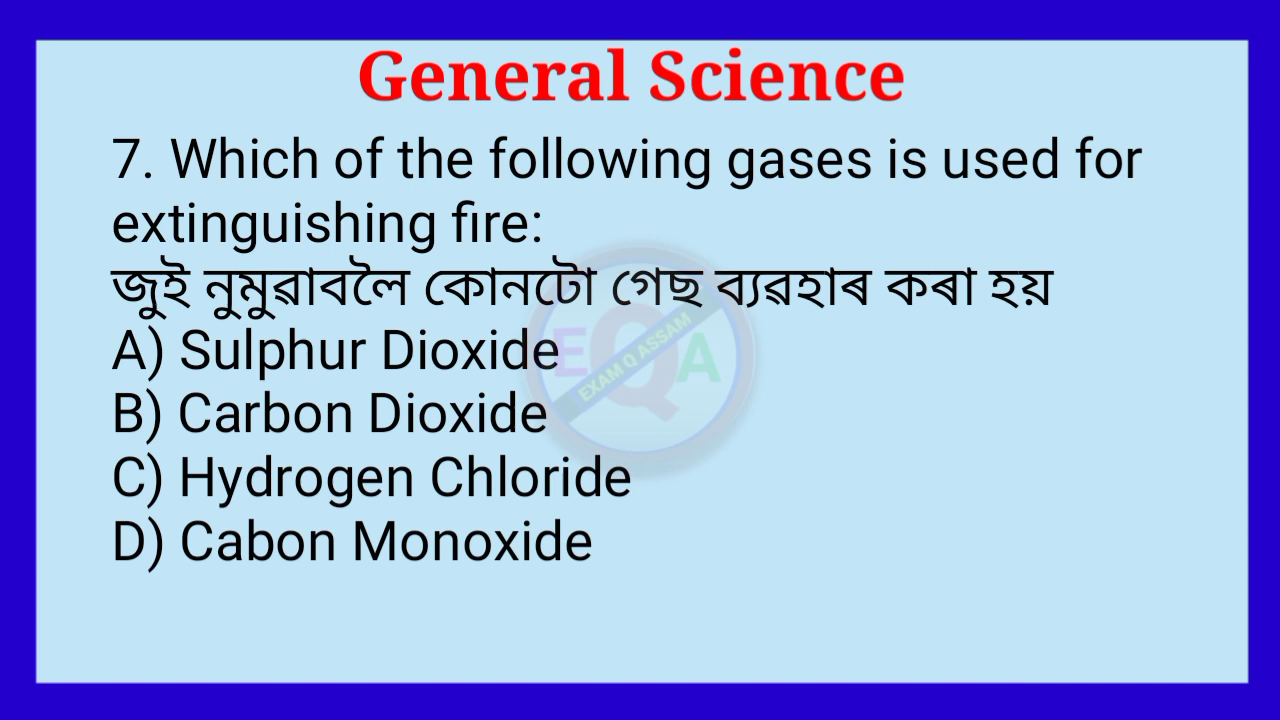 General Science
7. Which of the following gases is used for
extinguishing fire:
জুই নুমুৱাবলৈ কোনটো গেছ ব্যৱহাৰ কৰা হয়
A) Sulphur Dioxide
B) Carbon Dioxide
C) Hydrogen Chloride
D) Cabon Monoxide
EQA
EXAM Q ASSAM